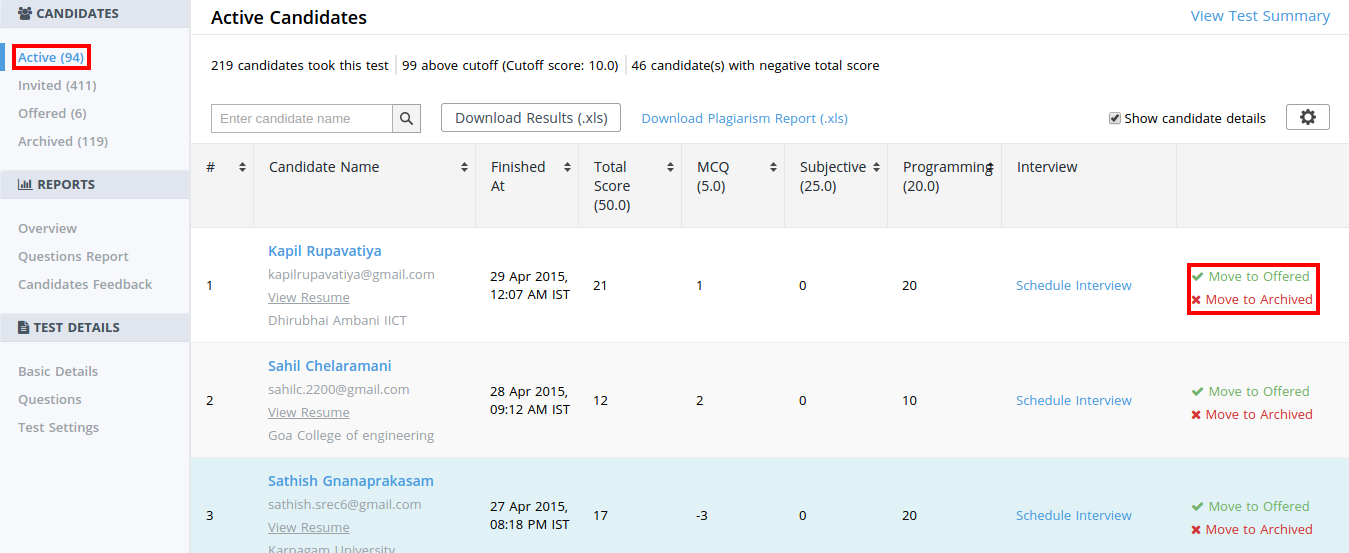 CANDIDATES
Active (94)
Invited (411)
Offered (6)
Archived (119)
REPORTS
Overview
Questions Report
Candidates Feedback
TEST DETAILS
Basic Details
Questions
Test Settings
Active Candidates
View Test Summary
219 candidates took this test 99 above cutoff (Cutoff score: 10.0) 46 candidate(s) with negative total score
Enter candidate name
Download Results (.xls)
Download Plagiarism Report (.xls)
Show candidate details
#
Candidate Name
Finished
At
Total
Score
(50.0)
MCQ
(5.0)
Subjective
(25.0)
Programming
(20.0)
Interview
1
Kapil Rupavatiya
kapilrupavatiya@gmail.com
View Resume
Dhirubhai Ambani IICT
29 Apr 2015,
12:07 AM IST
21
1
0
20
Schedule Interview
Move to Offered
Move to Archived
2
Sahil Chelaramani
sahilc.2200@gmail.com
View Resume
Goa College of engineering
28 Apr 2015,
09:12 AM IST
12
2
0
10
Schedule Interview
Move to Offered
Move to Archived
3
Sathish Gnanaprakasam
sathish.srec6@gmail.com
View Resume
Karpagam University
27 Apr 2015,
08:18 PM IST
17
-3
0
20
Schedule Interview
Move to Offered
Move to Archived